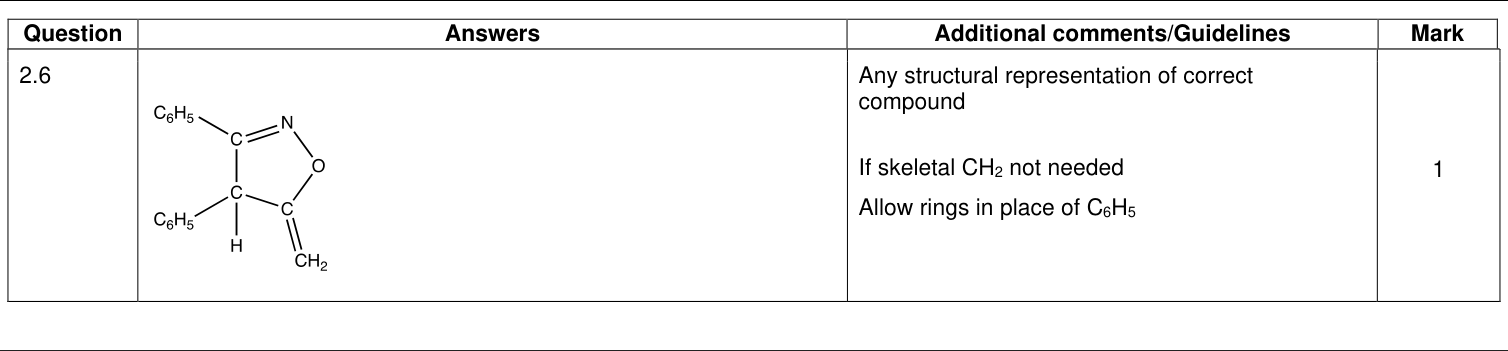 Question Answers Additional comments/Guidelines Mark
2.6
C₆H₅
C
N
O
C
C₆H₅
C
H
CH₂
Any structural representation of correct
compound
If skeletal CH₂ not needed
Allow rings in place of C₆H₅
1